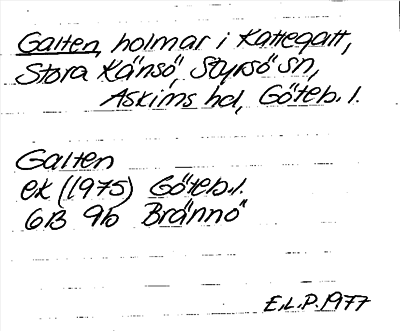 Galten, holmar i Kattegatt,
Stora Känsö, Styrsö sn,
Askims hd, Göteb. l.
Galten
ek (1975) Göteb. l.
6B 9b Brännö
E.L.P. 1977